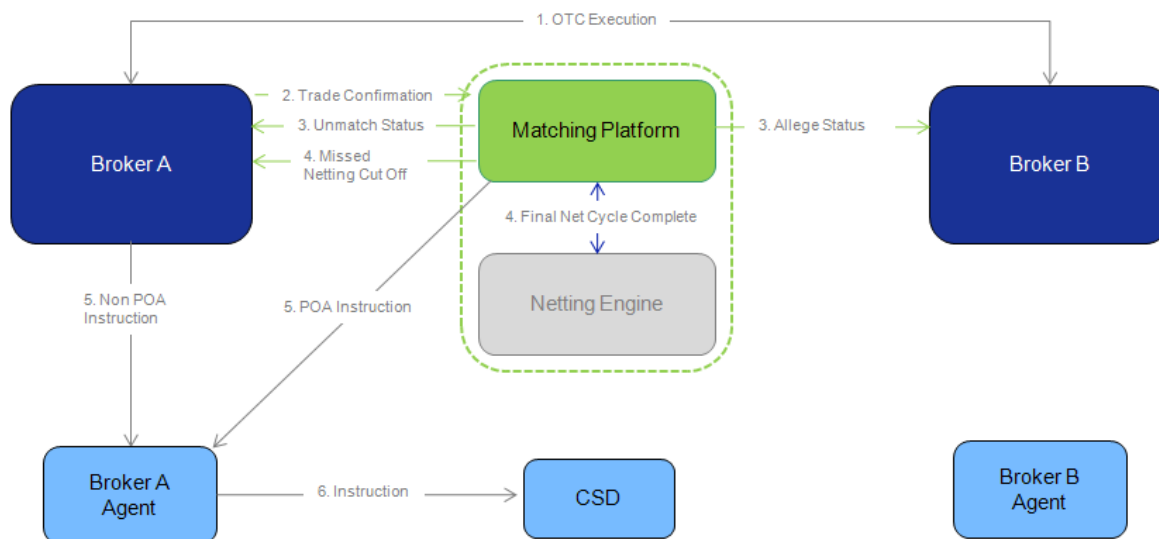 1. OTC Execution
Broker A
2. Trade Confirmation
3. Unmatch Status
4. Missed
Netting Cut Off
Matching Platform
3. Allege Status
Broker B
4. Final Net Cycle Complete
Netting Engine
5. Non POA
Instruction
5. POA Instruction
Broker A
Agent
6. Instruction
CSD
Broker B
Agent